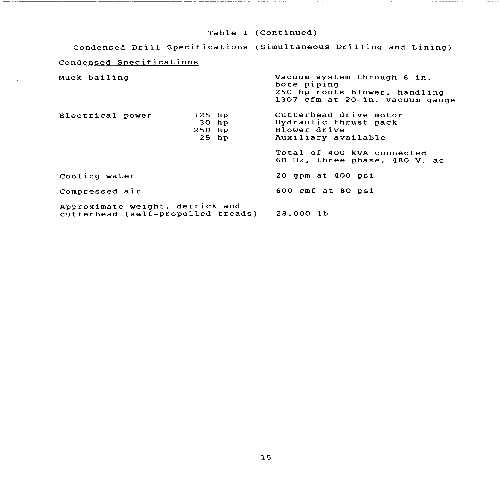 Table 1 (Continued)
Condensed Drill Specifications (Simultaneous Drilling and Lining)
Condensed Specifications
Muck bailing
Vacuum system through 6 in.
bore piping
250 hp roots blower, handling
1307 cfm at 20-in. vacuum gauge
Electrical power 125 hp Cutterhead drive motor
30 hp Hydraulic thrust pack
250 hp Blower drive
25 hp Auxiliary available
Total of 400 kVA connected
60 Hz, three phase, 480 V, ac
Cooling water 20 gpm at 400 psi
Compressed air 600 cmf at 80 psi
Approximate weight, derrick and
cutterhead (self-propelled treads) 28,000 lb
15